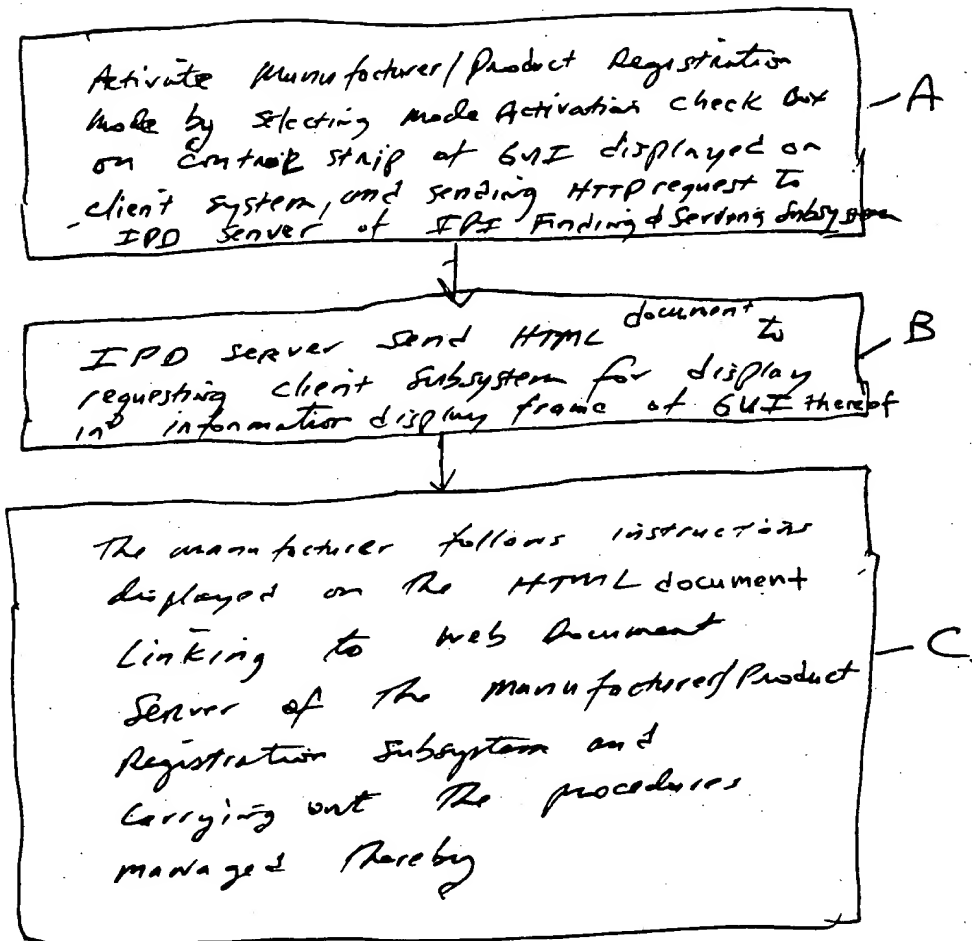 Activate Manufacturer/Product Registration
Mode by selecting Mode Activation Check Box
on control strip of GUI displayed on
client system, and sending HTTP request to
IPD server of IPI Finding & Serving Subsystem
A
IPD server send HTML document to
requesting client subsystem for display
in information display frame of GUI thereof
B
The manufacturer follows instructions
displayed on the HTML document
Linking to Web Document
Server of the Manufacturer/Product
Registration Subsystem and
Carrying out the procedures
managed thereby
C